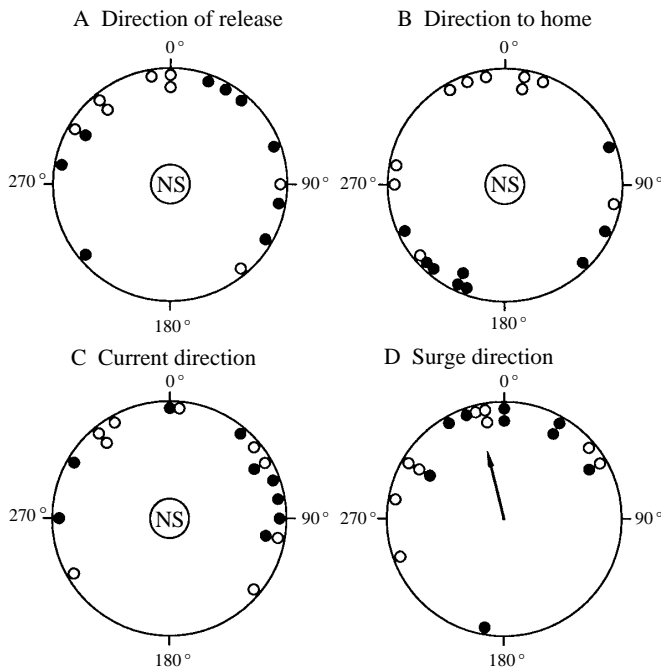 A Direction of release
0°
270°
NS
90°
180°
B Direction to home
0°
270°
NS
90°
180°
C Current direction
0°
270°
NS
90°
180°
D Surge direction
0°
270°
90°
180°